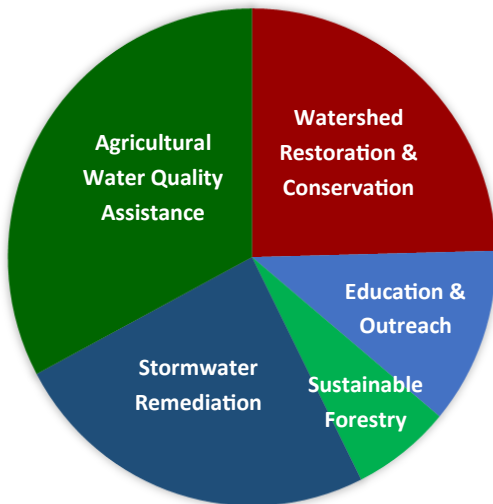 Agricultural
Water Quality
Assistance
Watershed
Restoration &
Conservation
Education &
Outreach
Sustainable
Forestry
Stormwater
Remediation